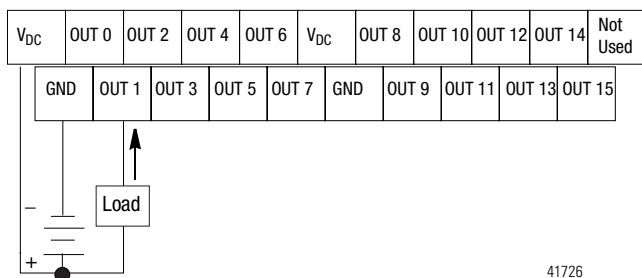 V_DC OUT 0 OUT 2 OUT 4 OUT 6 V_DC OUT 8 OUT 10 OUT 12 OUT 14 Not Used
GND OUT 1 OUT 3 OUT 5 OUT 7 GND OUT 9 OUT 11 OUT 13 OUT 15
Load
−
+
41726